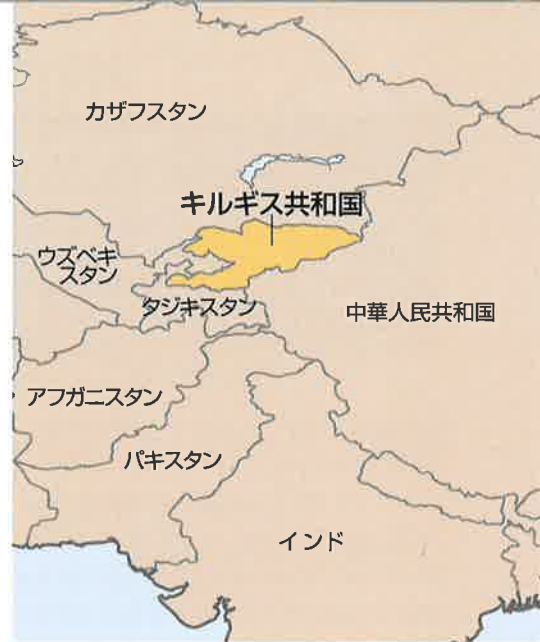 カザフスタン
キルギス共和国
ウズベキ
スタン
タジキスタン
中華人民共和国
アフガニスタン
パキスタン
インド